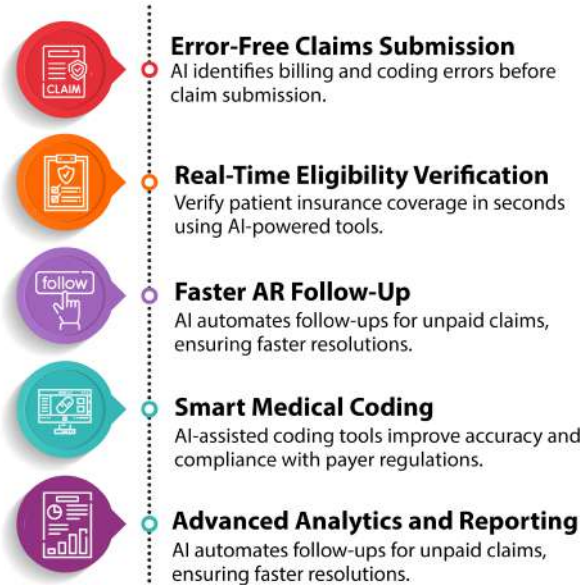 CLAIM
Error-Free Claims Submission
AI identifies billing and coding errors before
claim submission.
Real-Time Eligibility Verification
Verify patient insurance coverage in seconds
using AI-powered tools.
follow
Faster AR Follow-Up
AI automates follow-ups for unpaid claims,
ensuring faster resolutions.
Smart Medical Coding
AI-assisted coding tools improve accuracy and
compliance with payer regulations.
Advanced Analytics and Reporting
AI automates follow-ups for unpaid claims,
ensuring faster resolutions.